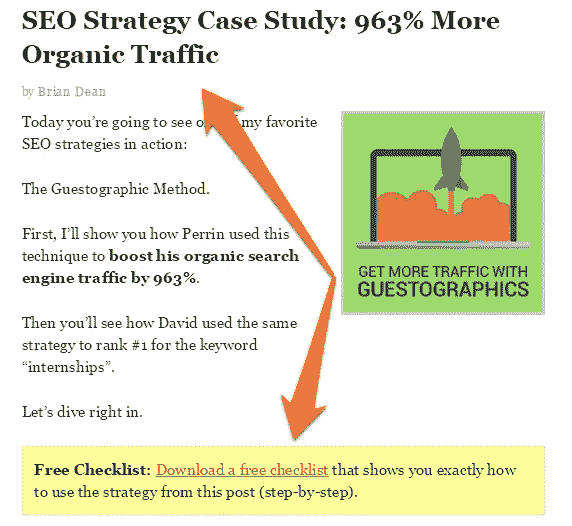 SEO Strategy Case Study: 963% More
Organic Traffic
by Brian Dean
Today you're going to see my favorite
SEO strategies in action:
The Guestographic Method.
First, I'll show you how Perrin used this
technique to boost his organic search
engine traffic by 963%.
Then you'll see how David used the same
strategy to rank #1 for the keyword
“internships”.
Let's dive right in.
GET MORE TRAFFIC WITH
GUESTOGRAPHICS
Free Checklist: Download a free checklist that shows you exactly how
to use the strategy from this post (step-by-step).